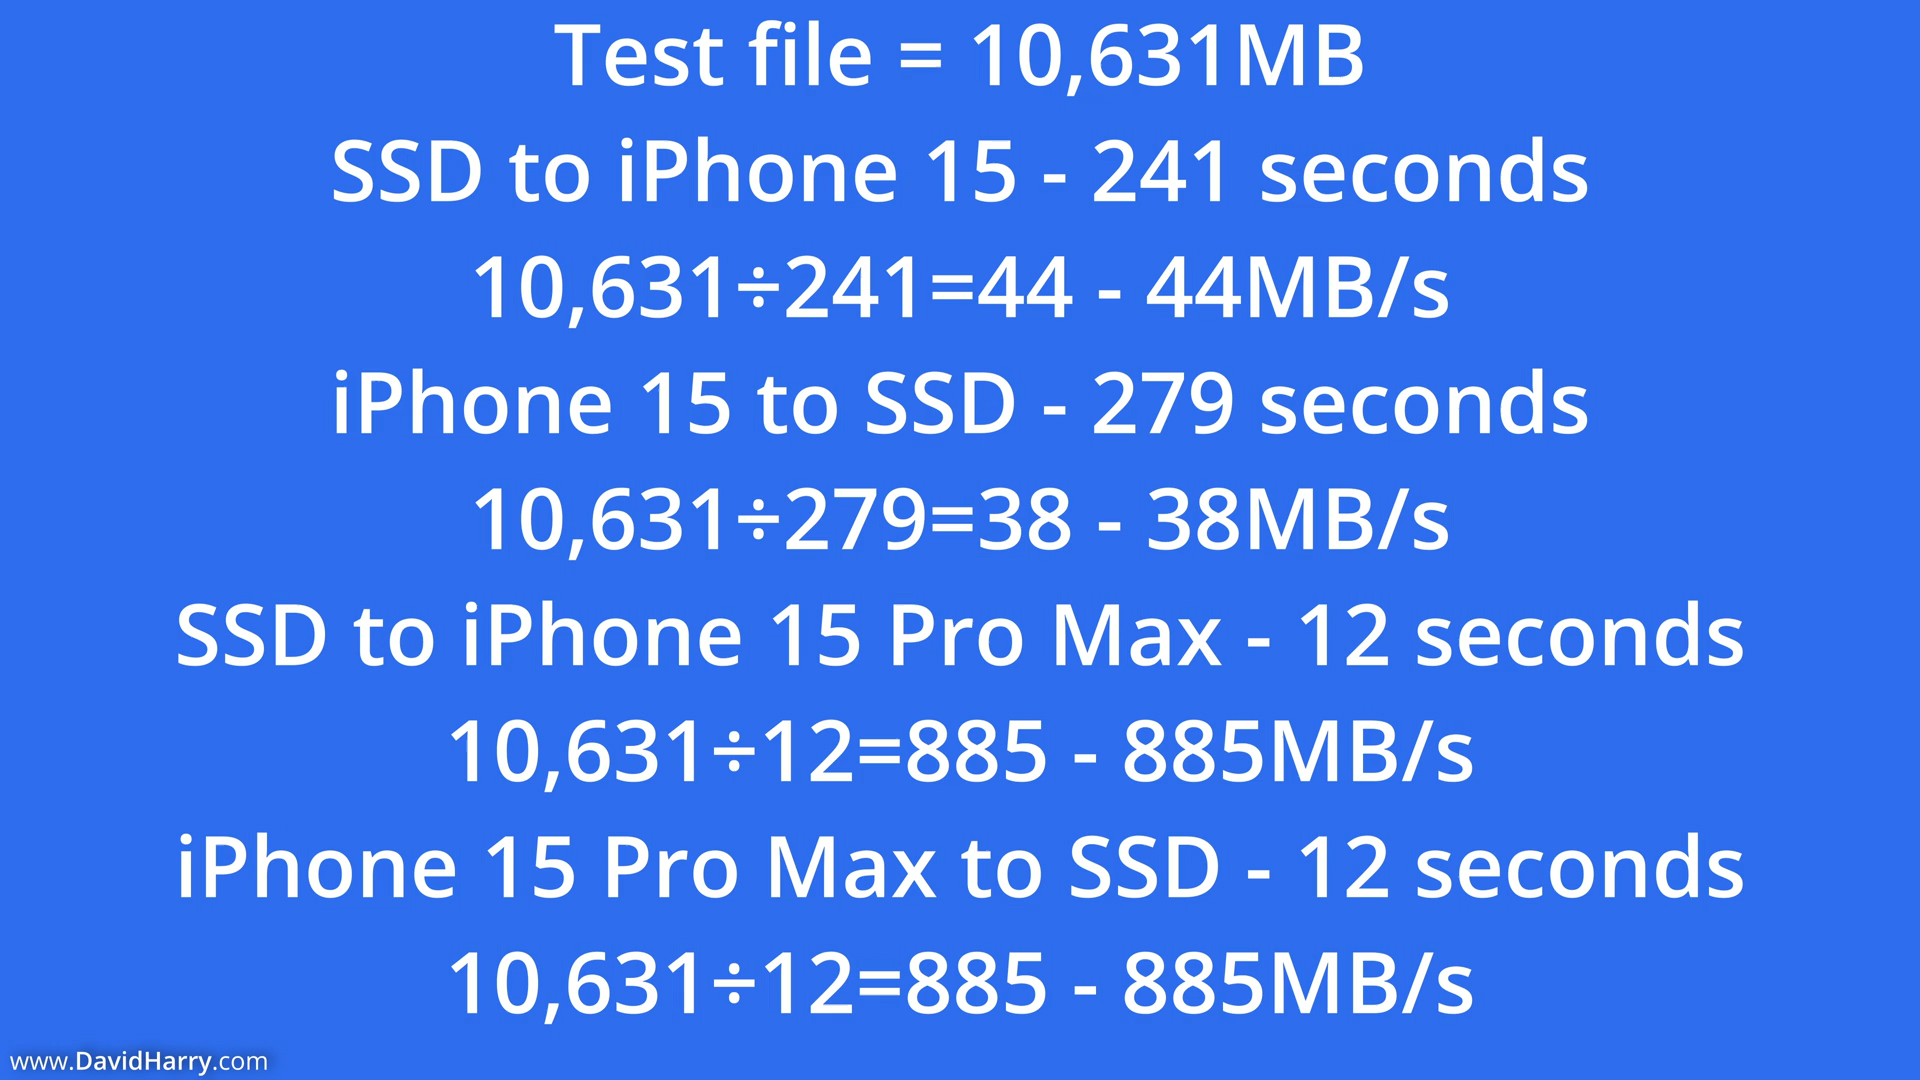 Test file = 10,631MB
SSD to iPhone 15 - 241 seconds
10,631÷241=44 - 44MB/s
iPhone 15 to SSD - 279 seconds
10,631÷279=38 - 38MB/s
SSD to iPhone 15 Pro Max - 12 seconds
10,631÷12=885 - 885MB/s
iPhone 15 Pro Max to SSD - 12 seconds
10,631÷12=885 - 885MB/s
www.DavidHarry.com